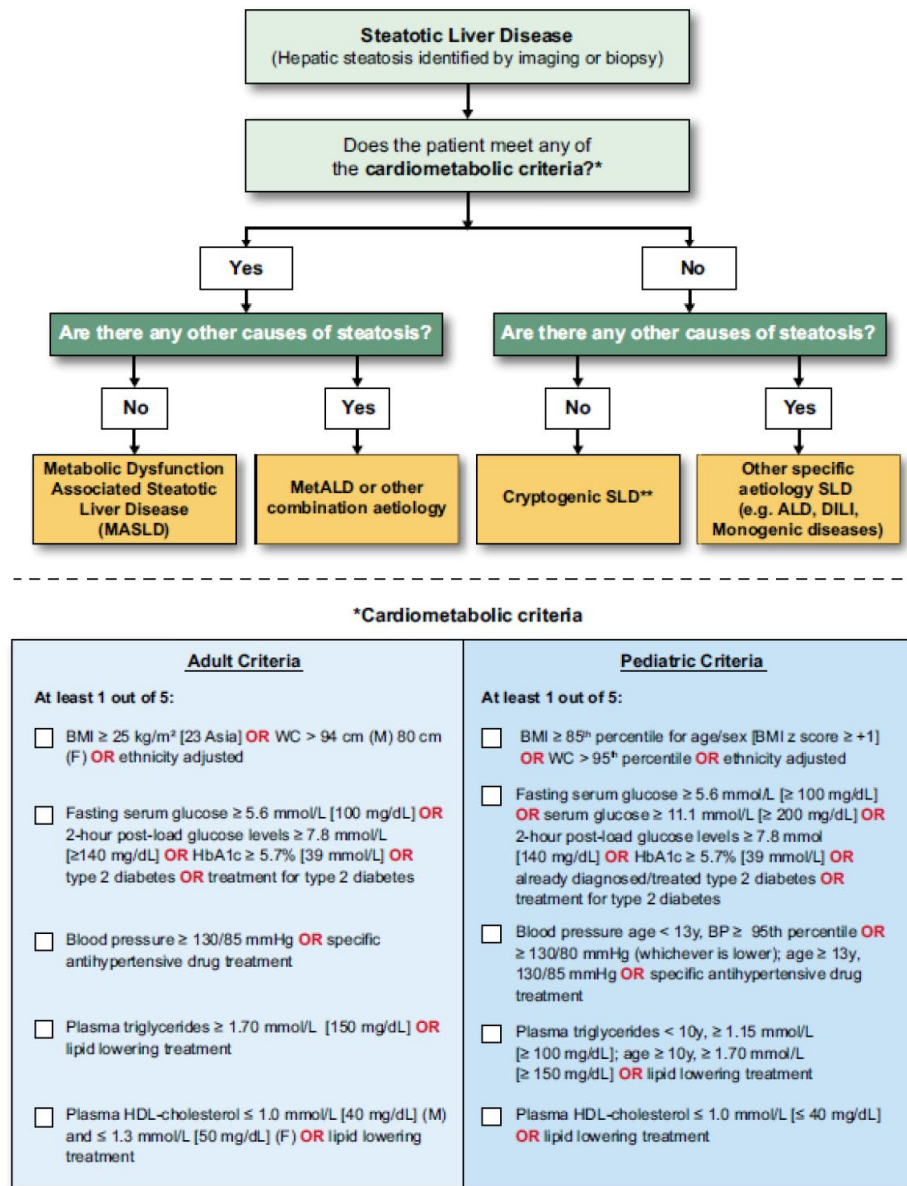 Steatotic Liver Disease
(Hepatic steatosis identified by imaging or biopsy)
Does the patient meet any of
the cardiometabolic criteria?*
Yes
No
Are there any other causes of steatosis?
Are there any other causes of steatosis?
No
Yes
No
Yes
Metabolic Dysfunction
Associated Steatotic
Liver Disease
(MASLD)
MetALD or other
combination aetiology
Cryptogenic SLD**
Other specific
aetiology SLD
(e.g. ALD, DILI,
Monogenic diseases)
*Cardiometabolic criteria
Adult Criteria
At least 1 out of 5:
BMI ≥ 25 kg/m² [23 Asia] OR WC > 94 cm (M) 80 cm
(F) OR ethnicity adjusted
Fasting serum glucose ≥ 5.6 mmol/L [100 mg/dL] OR
2-hour post-load glucose levels ≥ 7.8 mmol/L
[≥140 mg/dL] OR HbA1c ≥ 5.7% [39 mmol/L] OR
type 2 diabetes OR treatment for type 2 diabetes
Blood pressure ≥ 130/85 mmHg OR specific
antihypertensive drug treatment
Plasma triglycerides ≥ 1.70 mmol/L [150 mg/dL] OR
lipid lowering treatment
Plasma HDL-cholesterol ≤ 1.0 mmol/L [40 mg/dL] (M)
and ≤ 1.3 mmol/L [50 mg/dL] (F) OR lipid lowering
treatment
Pediatric Criteria
At least 1 out of 5:
BMI ≥ 85th percentile for age/sex [BMI z score ≥ +1]
OR WC > 95th percentile OR ethnicity adjusted
Fasting serum glucose ≥ 5.6 mmol/L [≥ 100 mg/dL]
OR serum glucose ≥ 11.1 mmol/L [≥ 200 mg/dL] OR
2-hour post-load glucose levels ≥ 7.8 mmol
[140 mg/dL] OR HbA1c ≥ 5.7% [39 mmol/L] OR
already diagnosed/treated type 2 diabetes OR
treatment for type 2 diabetes
Blood pressure age < 13y, BP ≥ 95th percentile OR
≥ 130/80 mmHg (whichever is lower); age ≥ 13y,
130/85 mmHg OR specific antihypertensive drug
treatment
Plasma triglycerides < 10y, ≥ 1.15 mmol/L
[≥ 100 mg/dL]; age ≥ 10y, ≥ 1.70 mmol/L
[≥ 150 mg/dL] OR lipid lowering treatment
Plasma HDL-cholesterol ≤ 1.0 mmol/L [≤ 40 mg/dL]
OR lipid lowering treatment